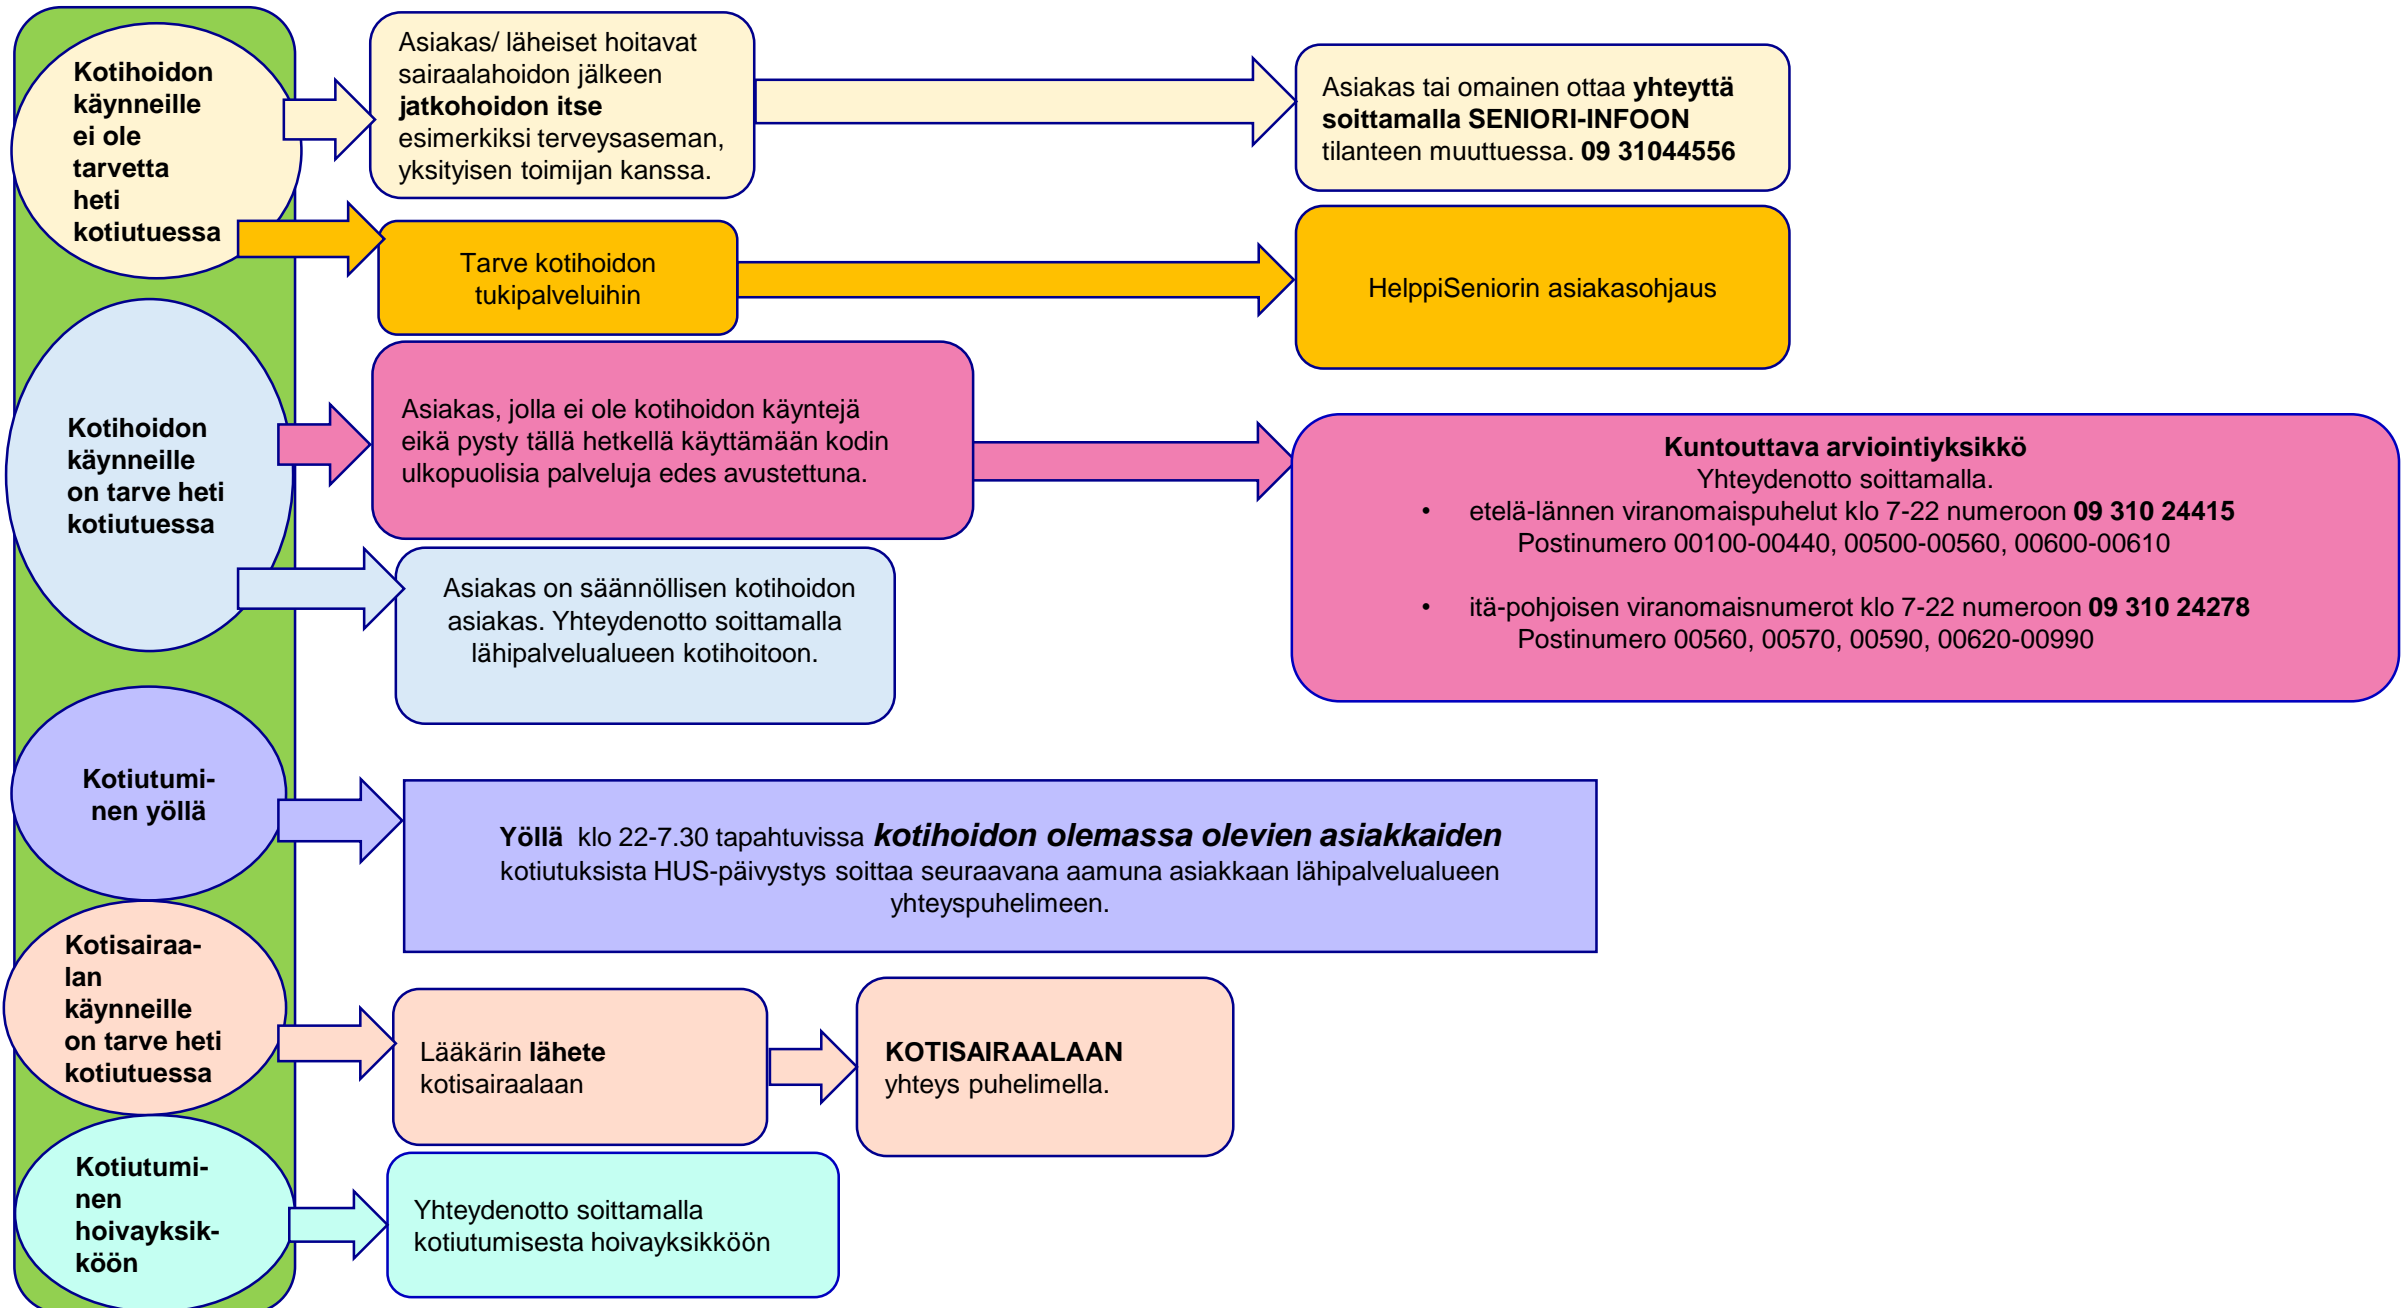 Kotihoidon
käynneille
ei ole
tarvetta
heti
kotiutuessa
Asiakas/ läheiset hoitavat
sairaalahoidon jälkeen
jatkohoidon itse
esimerkiksi terveysaseman,
yksityisen toimijan kanssa.
Asiakas tai omainen ottaa yhteyttä
soittamalla SENIORI-INFOON
tilanteen muuttuessa. 09 31044556
Tarve kotihoidon
tukipalveluihin
HelppiSeniorin asiakasohjaus
Kotihoidon
käynneille
on tarve heti
kotiutuessa
Asiakas, jolla ei ole kotihoidon käyntejä
eikä pysty tällä hetkellä käyttämään kodin
ulkopuolisia palveluja edes avustettuna.
Kuntouttava arviointiyksikkö
Yhteydenotto soittamalla.
• etelä-lännen viranomaispuhelut klo 7-22 numeroon 09 310 24415
Postinumero 00100-00440, 00500-00560, 00600-00610
• itä-pohjoisen viranomaisnumerot klo 7-22 numeroon 09 310 24278
Postinumero 00560, 00570, 00590, 00620-00990
Asiakas on säännöllisen kotihoidon
asiakas. Yhteydenotto soittamalla
lähipalvelualueen kotihoitoon.
Kotiutumi-
nen yöllä
Yöllä klo 22-7.30 tapahtuvissa kotihoidon olemassa olevien asiakkaiden
kotiutuksista HUS-päivystys soittaa seuraavana aamuna asiakkaan lähipalvelualueen
yhteyspuhelimeen.
Kotisairaa-
lan
käynneille
on tarve heti
kotiutuessa
Lääkärin lähete
kotisairaalaan
KOTISAIRAALAAN
yhteys puhelimella.
Kotiutumi-
nen
hoivayksik-
köön
Yhteydenotto soittamalla
kotiutumisesta hoivayksikköön